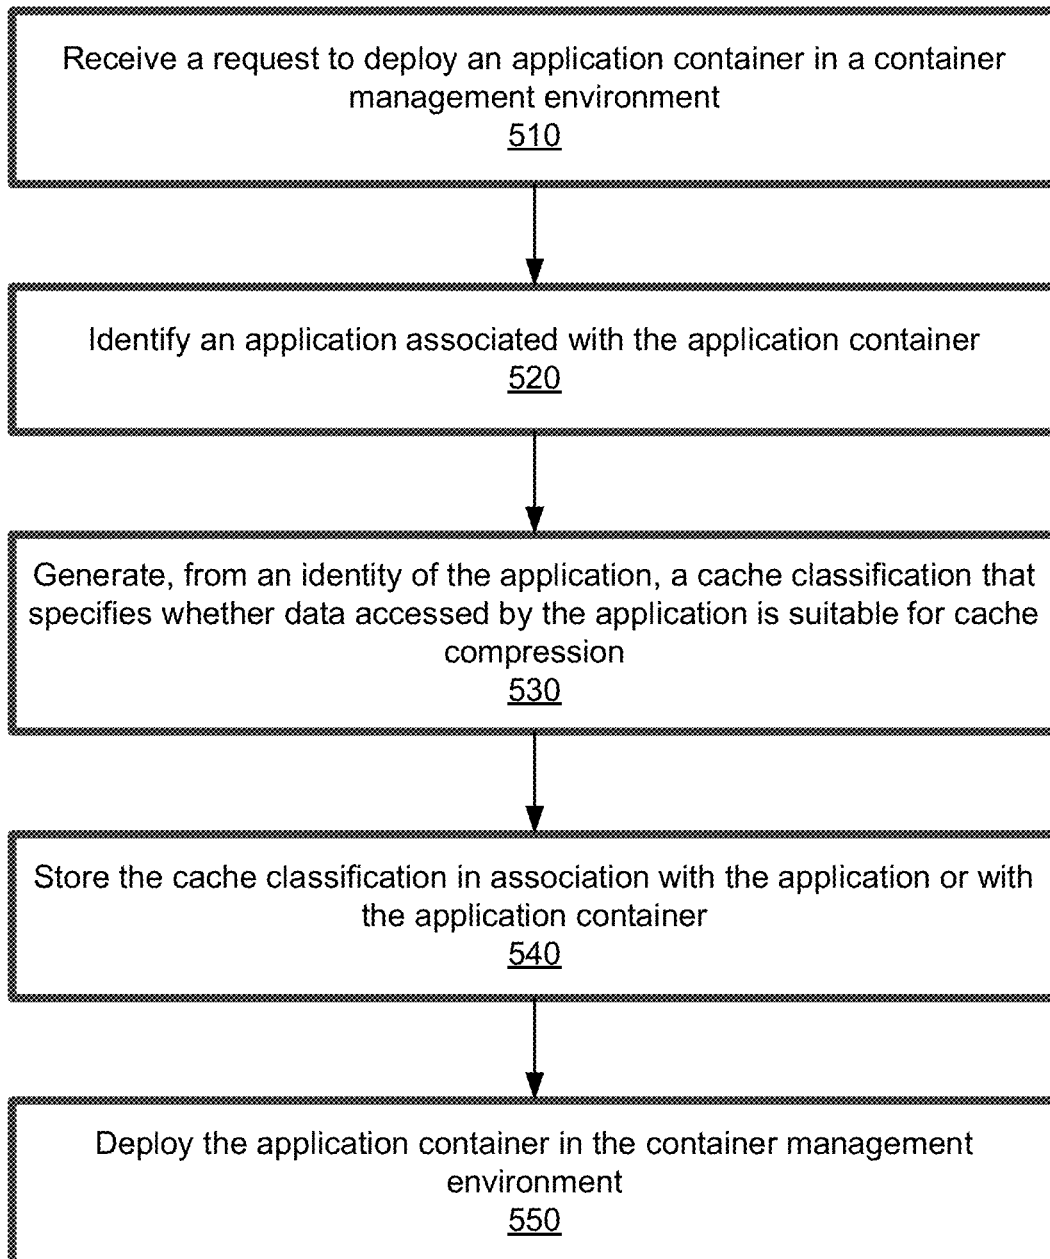 Receive a request to deploy an application container in a container
management environment
510
Identify an application associated with the application container
520
Generate, from an identity of the application, a cache classification that
specifies whether data accessed by the application is suitable for cache
compression
530
Store the cache classification in association with the application or with
the application container
540
Deploy the application container in the container management
environment
550